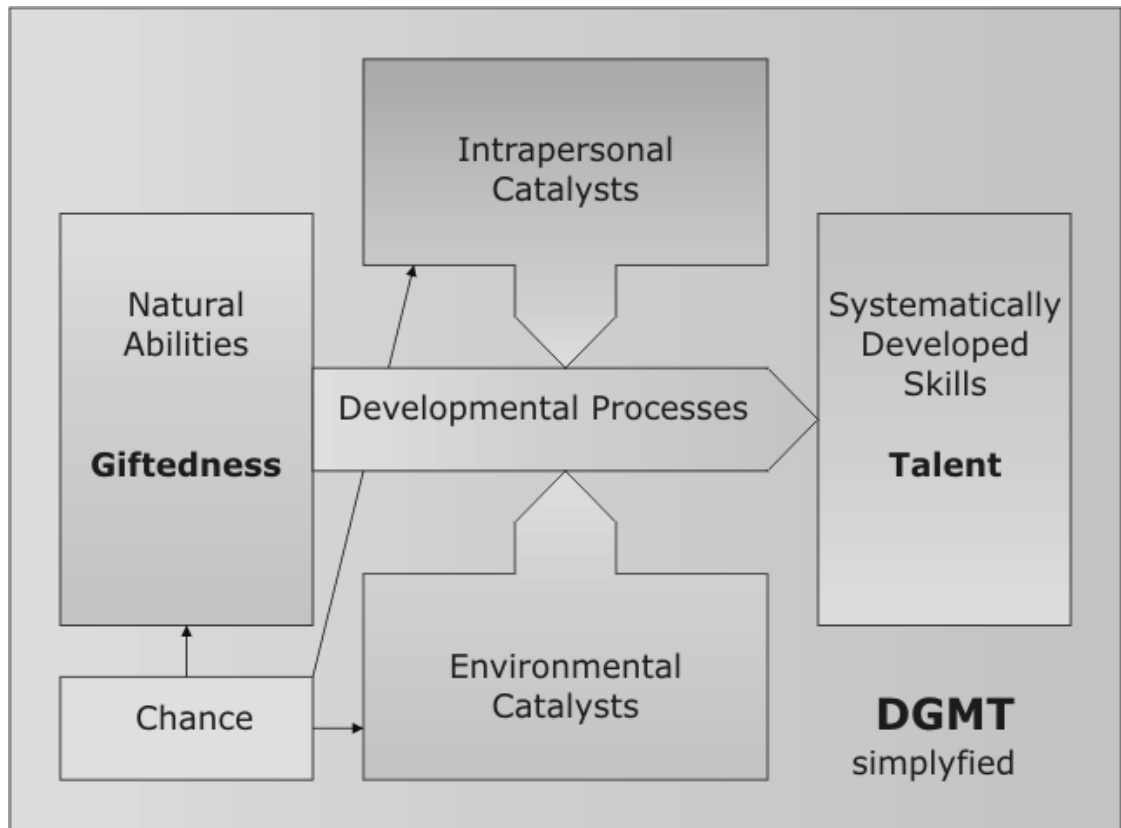 Intrapersonal
Catalysts
Natural
Abilities
Giftedness
Developmental Processes
Systematically
Developed
Skills
Talent
Chance
Environmental
Catalysts
DGMT
simplyfied